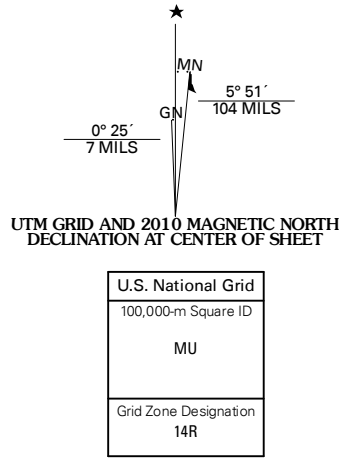 MN
GN
5° 51´
104 MILS
0° 25´
7 MILS
UTM GRID AND 2010 MAGNETIC NORTH
DECLINATION AT CENTER OF SHEET
U.S. National Grid
100,000-m Square ID
MU
Grid Zone Designation
14R